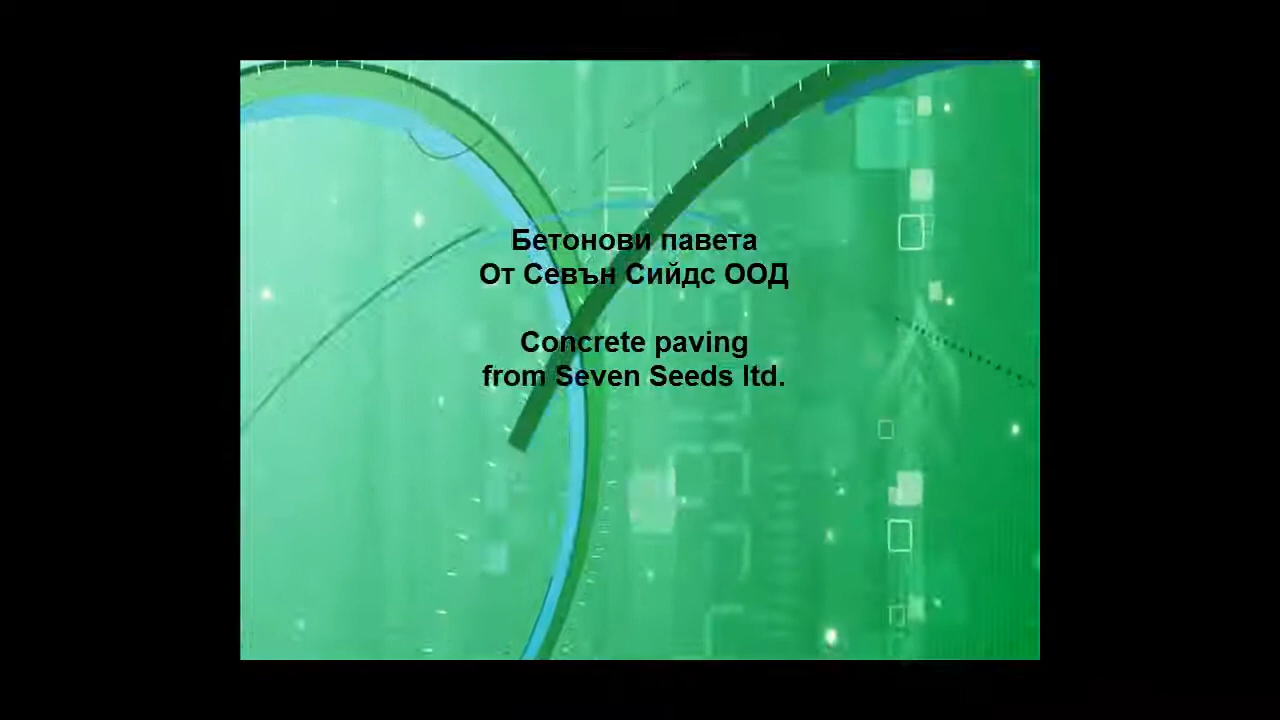 Бетонови павета
От Севън Сийдс ООД
Concrete paving
from Seven Seeds ltd.